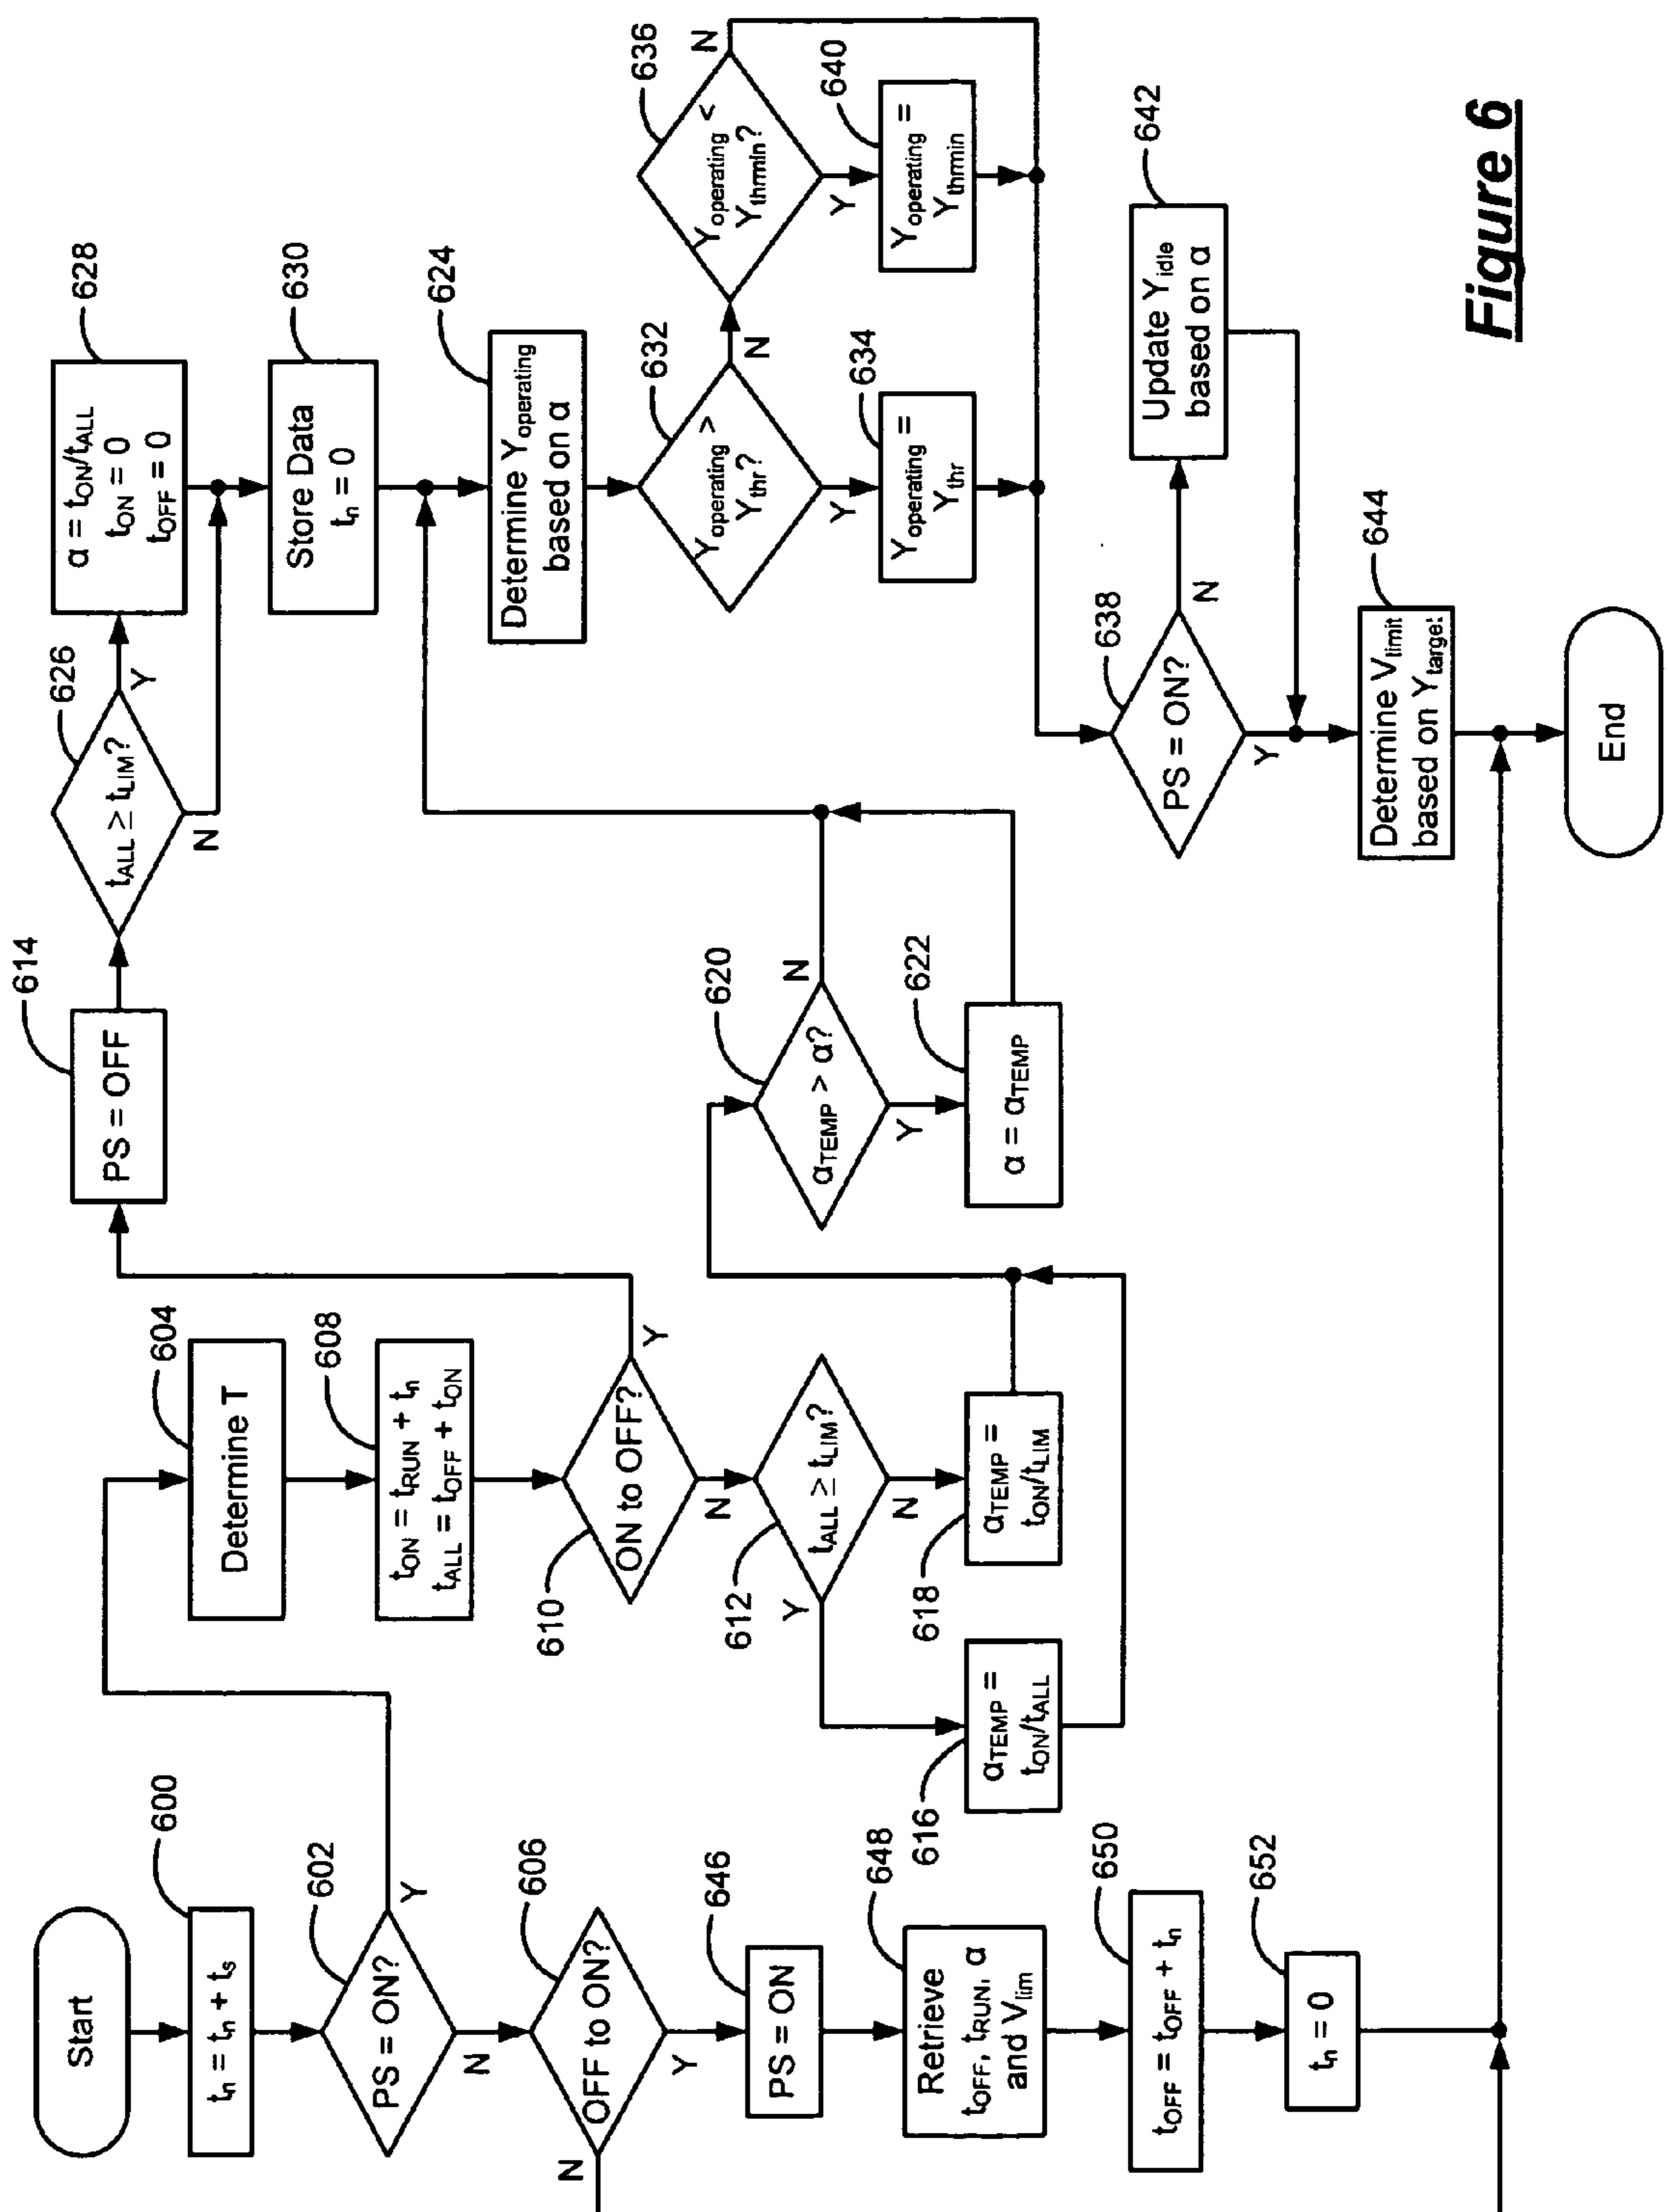 Start
600
tn = tn + ts
602
PS = ON?
Y
N
606
OFF to ON?
N
Y
646
PS = ON
648
Retrieve
tOFF, tRUN, α
and Vlim
650
tOFF = tOFF + tn
652
tn = 0
604
Determine T
608
tON = tRUN + tn
tALL = tOFF + tON
610
ON to OFF?
Y
N
612
tALL ≥ tLIM?
Y
N
616
αTEMP =
tON/tALL
618
αTEMP =
tON/tLIM
614
PS = OFF
620
αTEMP > α?
N
Y
622
α = αTEMP
626
tALL ≥ tLIM?
Y
N
628
α = tON/tALL
tON = 0
tOFF = 0
630
Store Data
tn = 0
624
Determine Yoperating
based on α
632
Yoperating >
Ythr?
N
Y
634
Yoperating =
Ythr
636
Yoperating <
Ythrmin?
N
Y
640
Yoperating =
Ythrmin
638
PS = ON?
N
Y
642
Update Yidle
based on α
644
Determine Vlimit
based on Ytarget
End
Figure 6